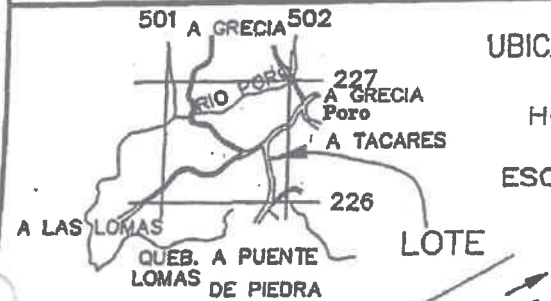 501 A GRECIA 502
UBICA
RIO PORO
227
A GRECIA
Poro
H
A TACARES
ESC
226
A LAS LOMAS
LOTE
QUEB. A PUENTE
LOMAS DE PIEDRA